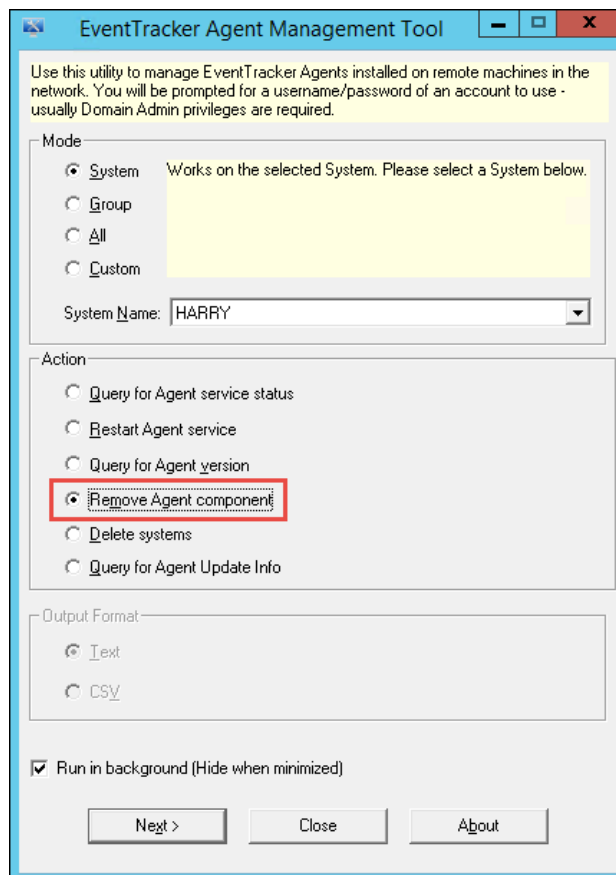 EventTracker Agent Management Tool
Use this utility to manage EventTracker Agents installed on remote machines in the
network. You will be prompted for a username/password of an account to use -
usually Domain Admin privileges are required.
Mode
System Works on the selected System. Please select a System below.
Group
All
Custom
System Name: HARRY
Action
Query for Agent service status
Restart Agent service
Query for Agent version
Remove Agent component
Delete systems
Query for Agent Update Info
Output Format
Text
CSV
Run in background (Hide when minimized)
Next > Close About